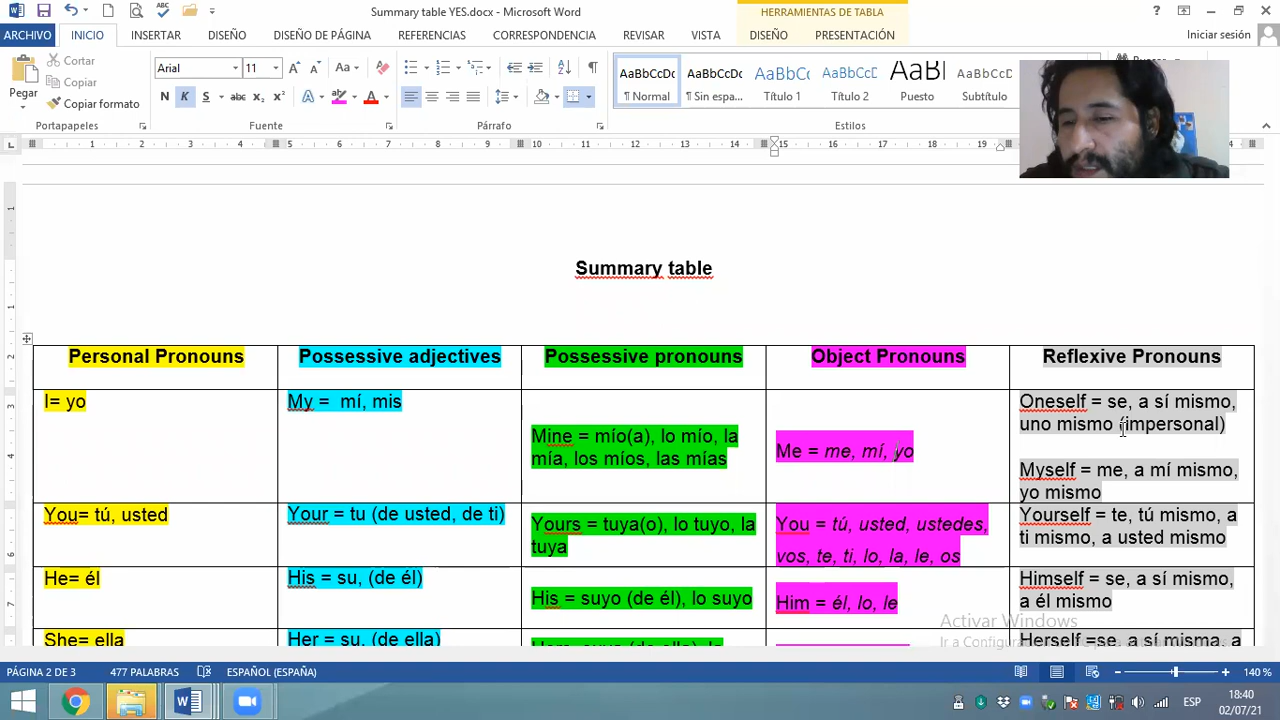 Summary table YES.docx - Microsoft Word
HERRAMIENTAS DE TABLA
ARCHIVO INICIO INSERTAR DISEÑO DISEÑO DE PÁGINA REFERENCIAS CORRESPONDENCIA REVISAR VISTA DISEÑO PRESENTACIÓN Iniciar sesión
Pegar
Cortar
Copiar
Copiar formato
Portapapeles
Arial 11
Fuente
Párrafo
AaBbCcDc AaBbCcDc AaBbCcD AaBbCcD AaBbCcD
¶ Normal ¶ Sin espa... Título 1 Título 2 Puesto Subtítulo
Estilos
Summary table
Personal Pronouns
Possessive adjectives
Possessive pronouns
Object Pronouns
Reflexive Pronouns
I= yo
My = mí, mis
Mine = mío(a), lo mío, la
mía, los míos, las mías
Me = me, mí, yo
Oneself = se, a sí mismo,
uno mismo (impersonal)
Myself = me, a mí mismo,
yo mismo
You= tú, usted
Your = tu (de usted, de ti)
Yours = tuya(o), lo tuyo, la
tuya
You = tú, usted, ustedes,
vos, te, ti, lo, la, le, os
Yourself = te, tú mismo, a
ti mismo, a usted mismo
He= él
His = su, (de él)
His = suyo (de él), lo suyo
Him = él, lo, le
Himself = se, a sí mismo,
a él mismo
She= ella
Her = su, (de ella)
Herself =se, a sí misma, a
Activar Windows
PÁGINA 2 DE 3 477 PALABRAS ESPAÑOL (ESPAÑA) 140 %
ESP
18:40
02/07/21